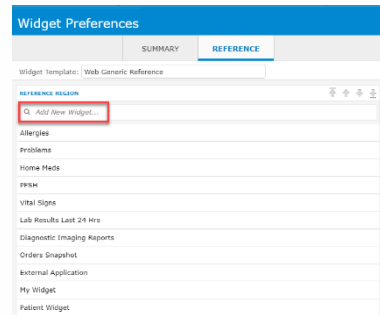 Widget Preferences
SUMMARY REFERENCE
Widget Template: Web Generic Reference
REFERENCE REGION
Add New Widget...
Allergies
Problems
Home Meds
PFSH
Vital Signs
Lab Results Last 24 Hrs
Diagnostic Imaging Reports
Orders Snapshot
External Application
My Widget
Patient Widget